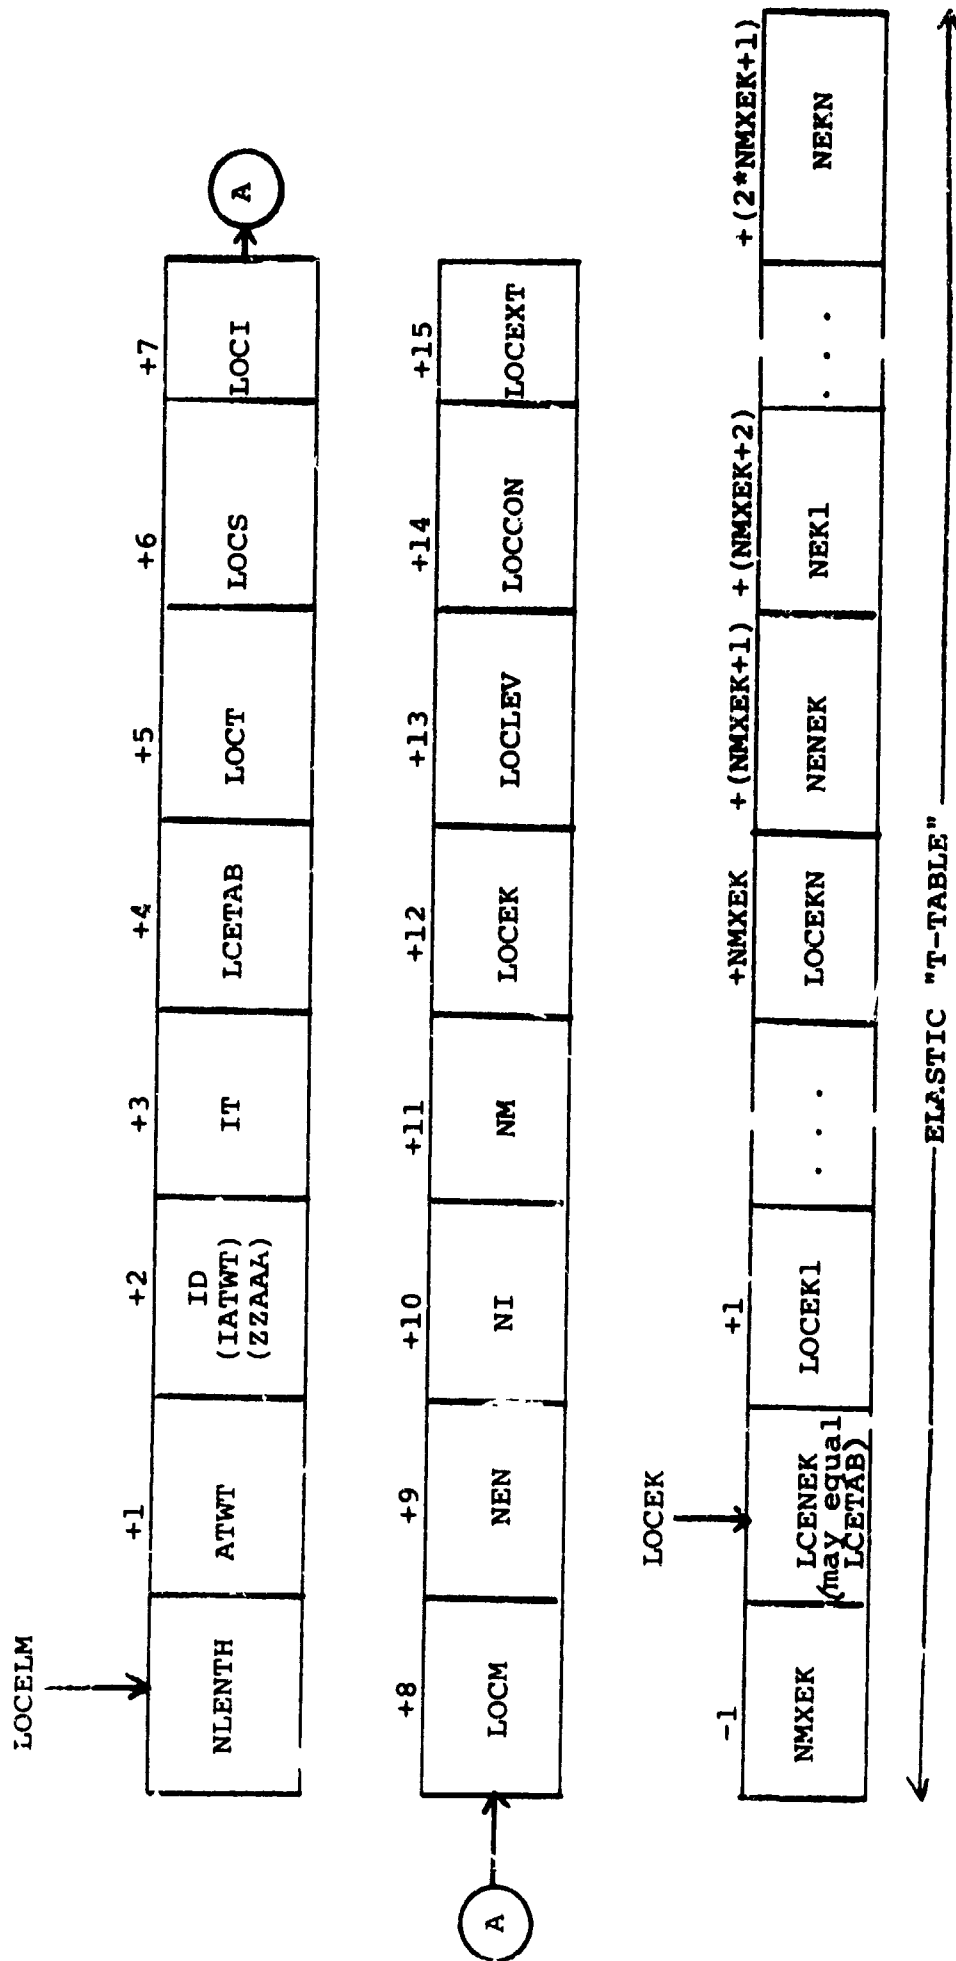 LOCELM
+1 +2 +3 +4 +5 +6 +7
NLENTH ATWT ID IT LCETAB LOCT LOCS LOCI A
(IATWT)
(ZZAAA)
+8 +9 +10 +11 +12 +13 +14 +15
A LOCM NEN NI NM LOCEK LOCLEV LOCCON LOCEXT
LOCEK
-1 +1 +NMXEK +(NMXEK+1) +(NMXEK+2) +(2*NMXEK+1)
NMXEK LCENEK LOCEK1 . . . LOCEKN NENEK NEK1 . . . NEKN
(may equal
LCETAB)
ELASTIC "T-TABLE"